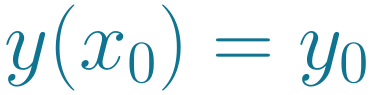 y(x₀) = y₀